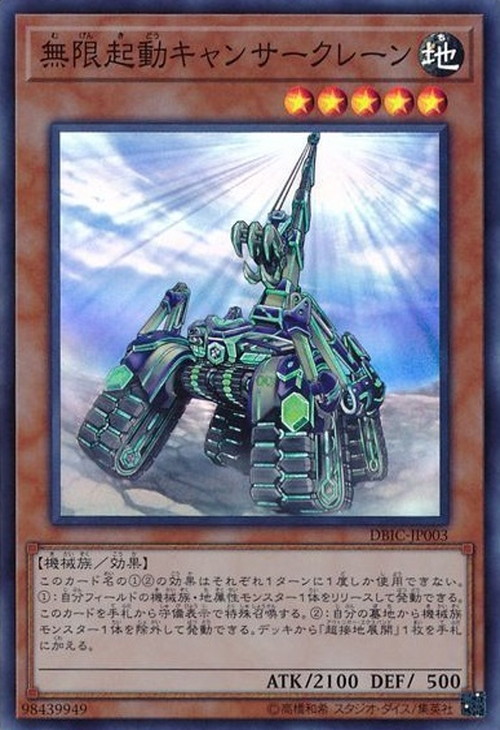 無限起動キャンサークレーン
地
DBIC-JP003
【機械族/効果】
このカード名の①②の効果はそれぞれ1ターンに1度しか使用できない。
①：自分フィールドの機械族・地属性モンスター1体をリリースして発動できる。
このカードを手札から守備表示で特殊召喚する。②：自分の墓地から機械族
モンスター1体を除外して発動できる。デッキから「超接地展開」1枚を手札
に加える。
ATK/2100 DEF/ 500
98439949
©高橋和希 スタジオ・ダイス/集英社